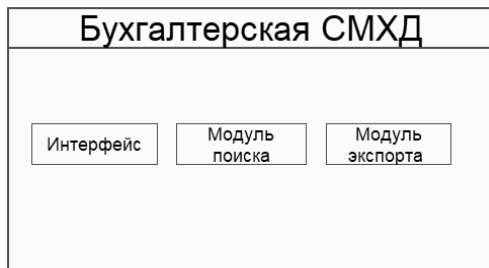 Бухгалтерская СМХД
Интерфейс
Модуль
поиска
Модуль
экспорта